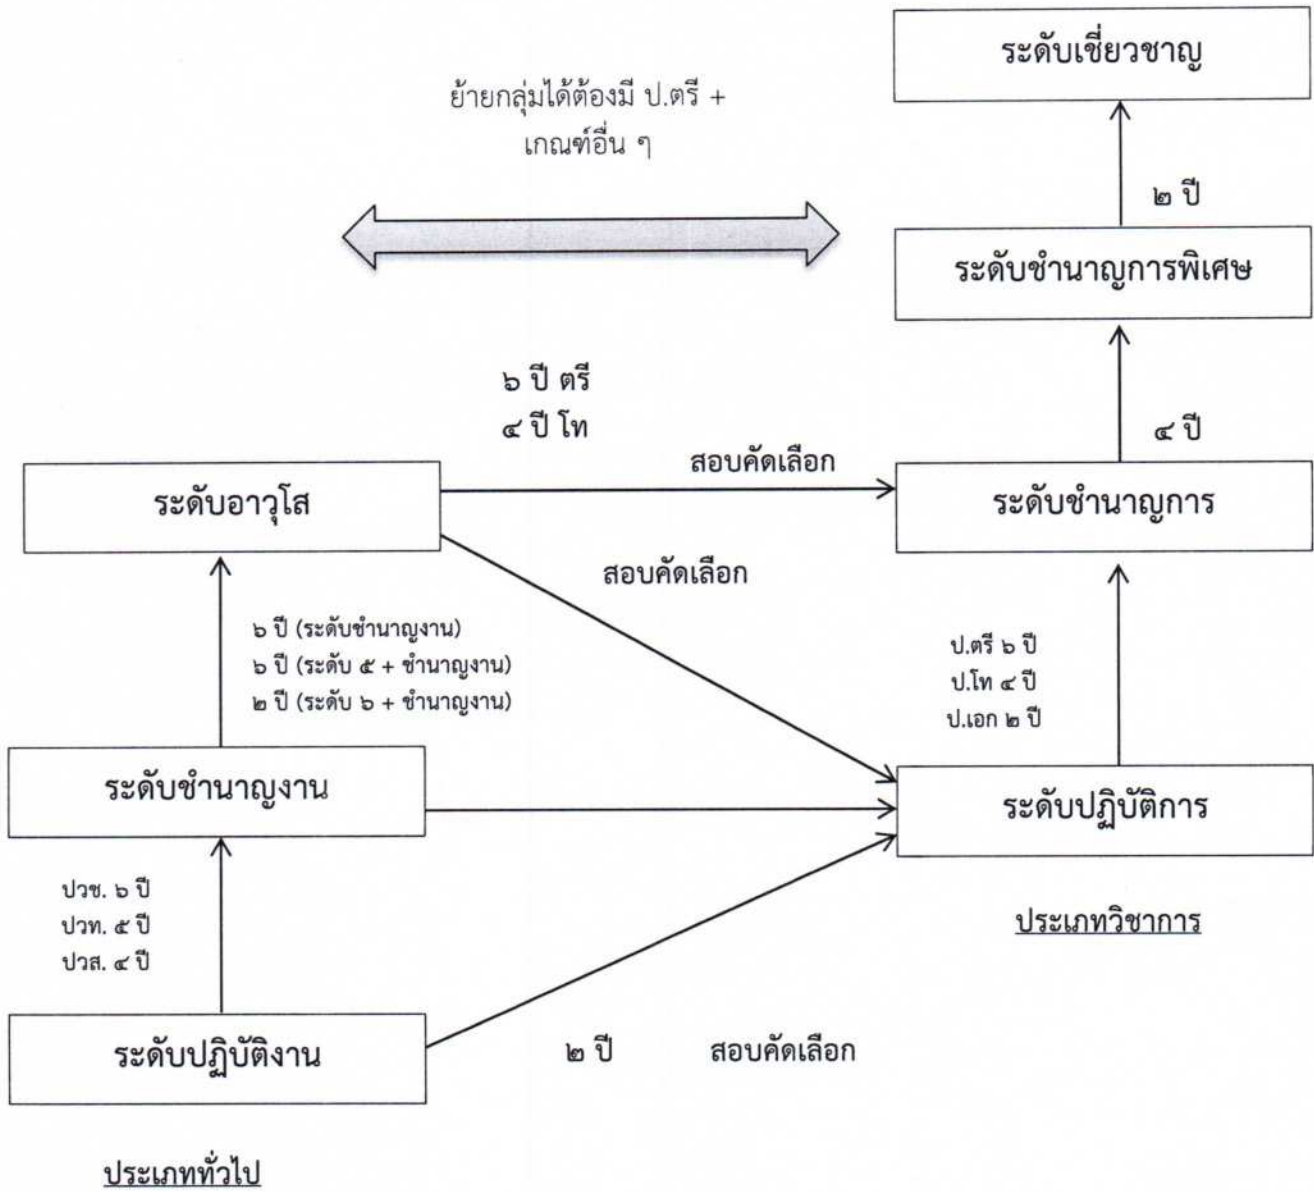 ระดับเชี่ยวชาญ
ย้ายกลุ่มได้ต้องมี ป.ตรี +
เกณฑ์อื่น ๆ
๒ ปี
ระดับชำนาญการพิเศษ
๖ ปี ตรี
๔ ปี โท
๔ ปี
สอบคัดเลือก
ระดับอาวุโส
ระดับชำนาญการ
สอบคัดเลือก
๖ ปี (ระดับชำนาญงาน)
๖ ปี (ระดับ ๕ + ชำนาญงาน)
๒ ปี (ระดับ ๖ + ชำนาญงาน)
ป.ตรี ๖ ปี
ป.โท ๔ ปี
ป.เอก ๒ ปี
ระดับชำนาญงาน
ระดับปฏิบัติการ
ปวช. ๖ ปี
ปวท. ๕ ปี
ปวส. ๔ ปี
ประเภทวิชาการ
ระดับปฏิบัติงาน
๒ ปี
สอบคัดเลือก
ประเภททั่วไป